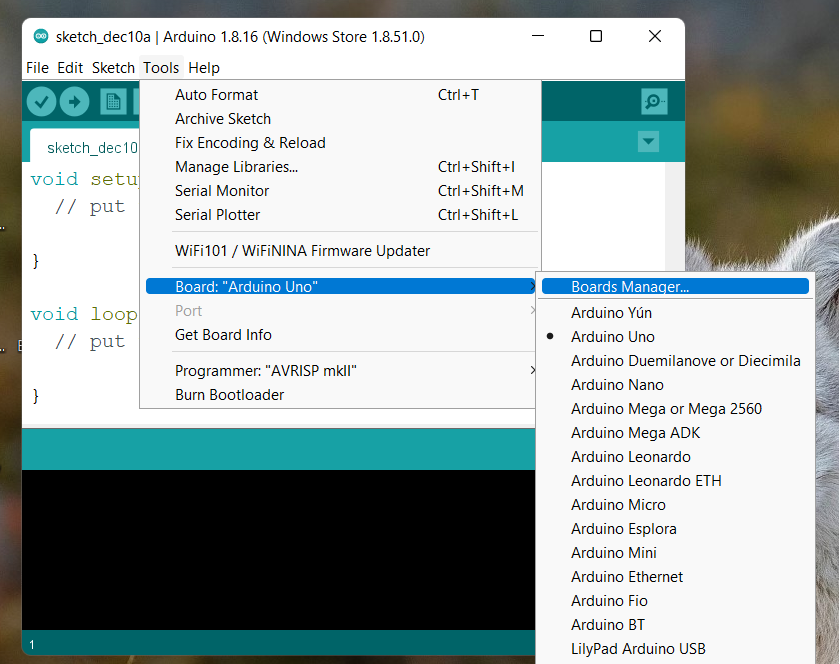 sketch_dec10a | Arduino 1.8.16 (Windows Store 1.8.51.0)
File Edit Sketch Tools Help
Auto Format Ctrl+T
Archive Sketch
Fix Encoding & Reload
Manage Libraries... Ctrl+Shift+I
Serial Monitor Ctrl+Shift+M
Serial Plotter Ctrl+Shift+L
WiFi101 / WiFiNINA Firmware Updater
Board: "Arduino Uno"
Port
Get Board Info
Programmer: "AVRISP mkII"
Burn Bootloader
sketch_dec10
void setup
// put
}
void loop
// put
}
Boards Manager...
Arduino Yún
Arduino Uno
Arduino Duemilanove or Diecimila
Arduino Nano
Arduino Mega or Mega 2560
Arduino Mega ADK
Arduino Leonardo
Arduino Leonardo ETH
Arduino Micro
Arduino Esplora
Arduino Mini
Arduino Ethernet
Arduino Fio
Arduino BT
LilyPad Arduino USB
1